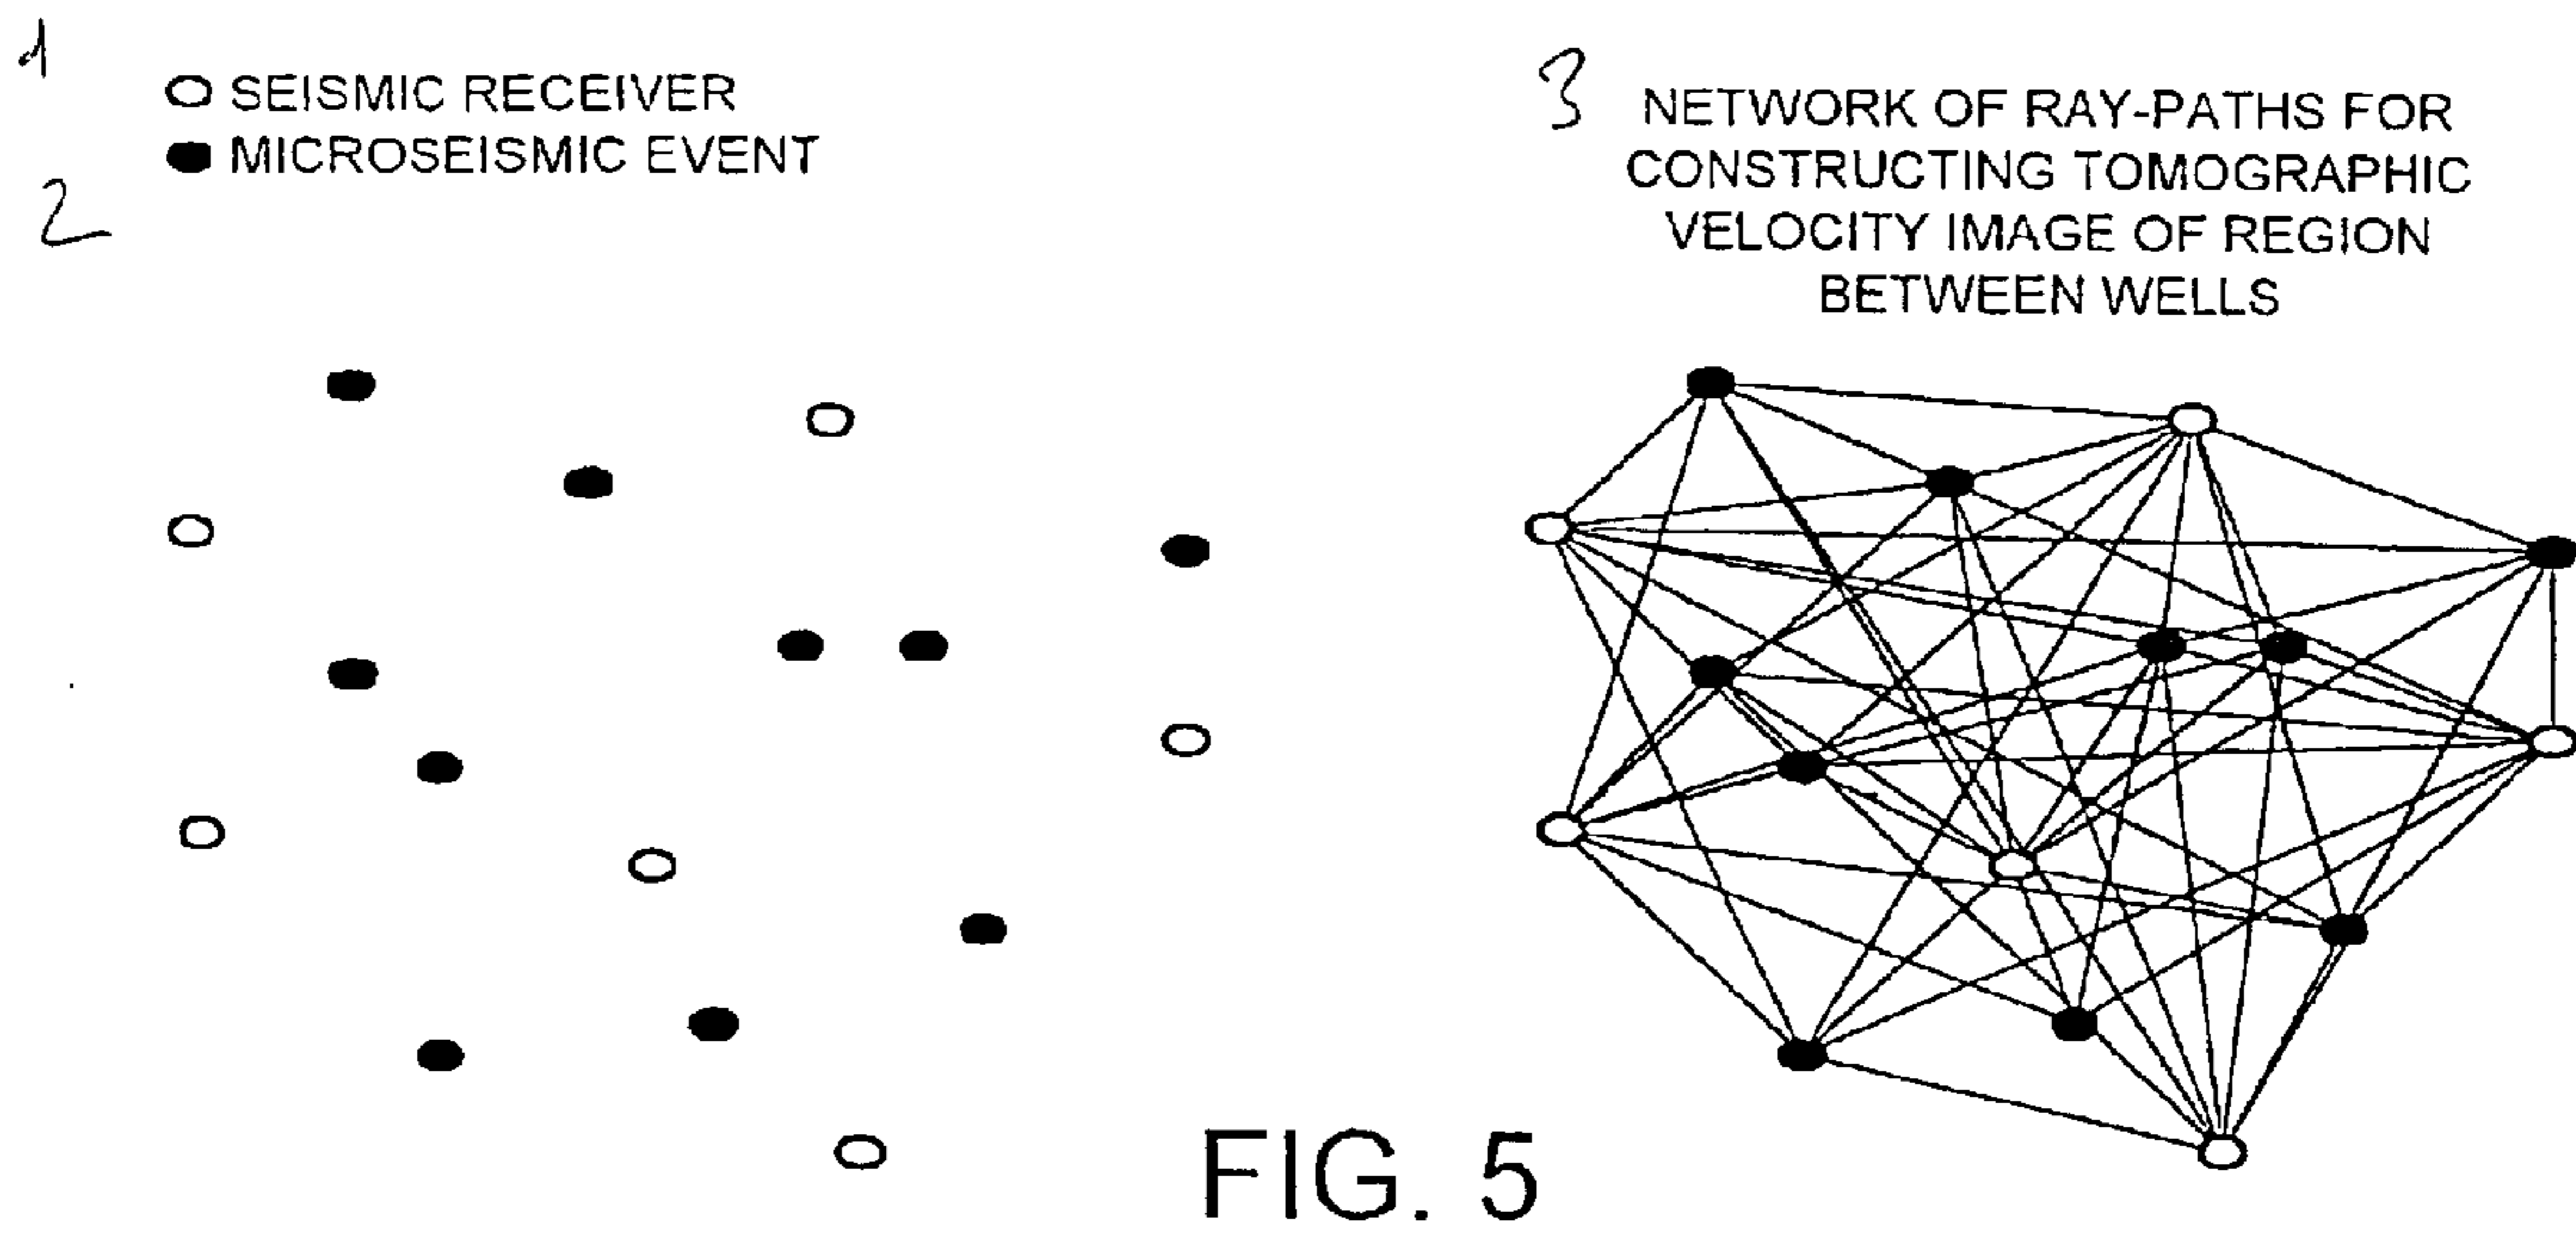 1
SEISMIC RECEIVER
MICROSEISMIC EVENT
2
3
NETWORK OF RAY-PATHS FOR
CONSTRUCTING TOMOGRAPHIC
VELOCITY IMAGE OF REGION
BETWEEN WELLS
FIG. 5